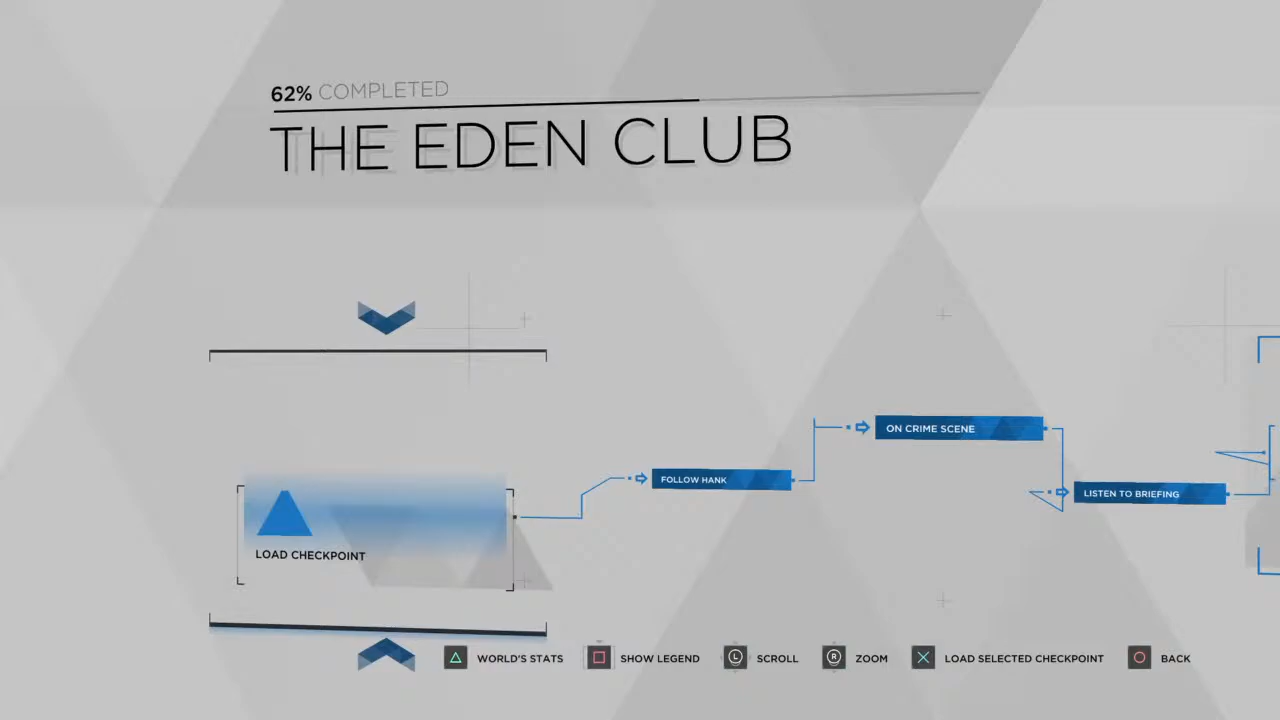 62% COMPLETED
THE EDEN CLUB
ON CRIME SCENE
FOLLOW HANK
LISTEN TO BRIEFING
LOAD CHECKPOINT
WORLD'S STATS
SHOW LEGEND
L SCROLL
R ZOOM
LOAD SELECTED CHECKPOINT
BACK